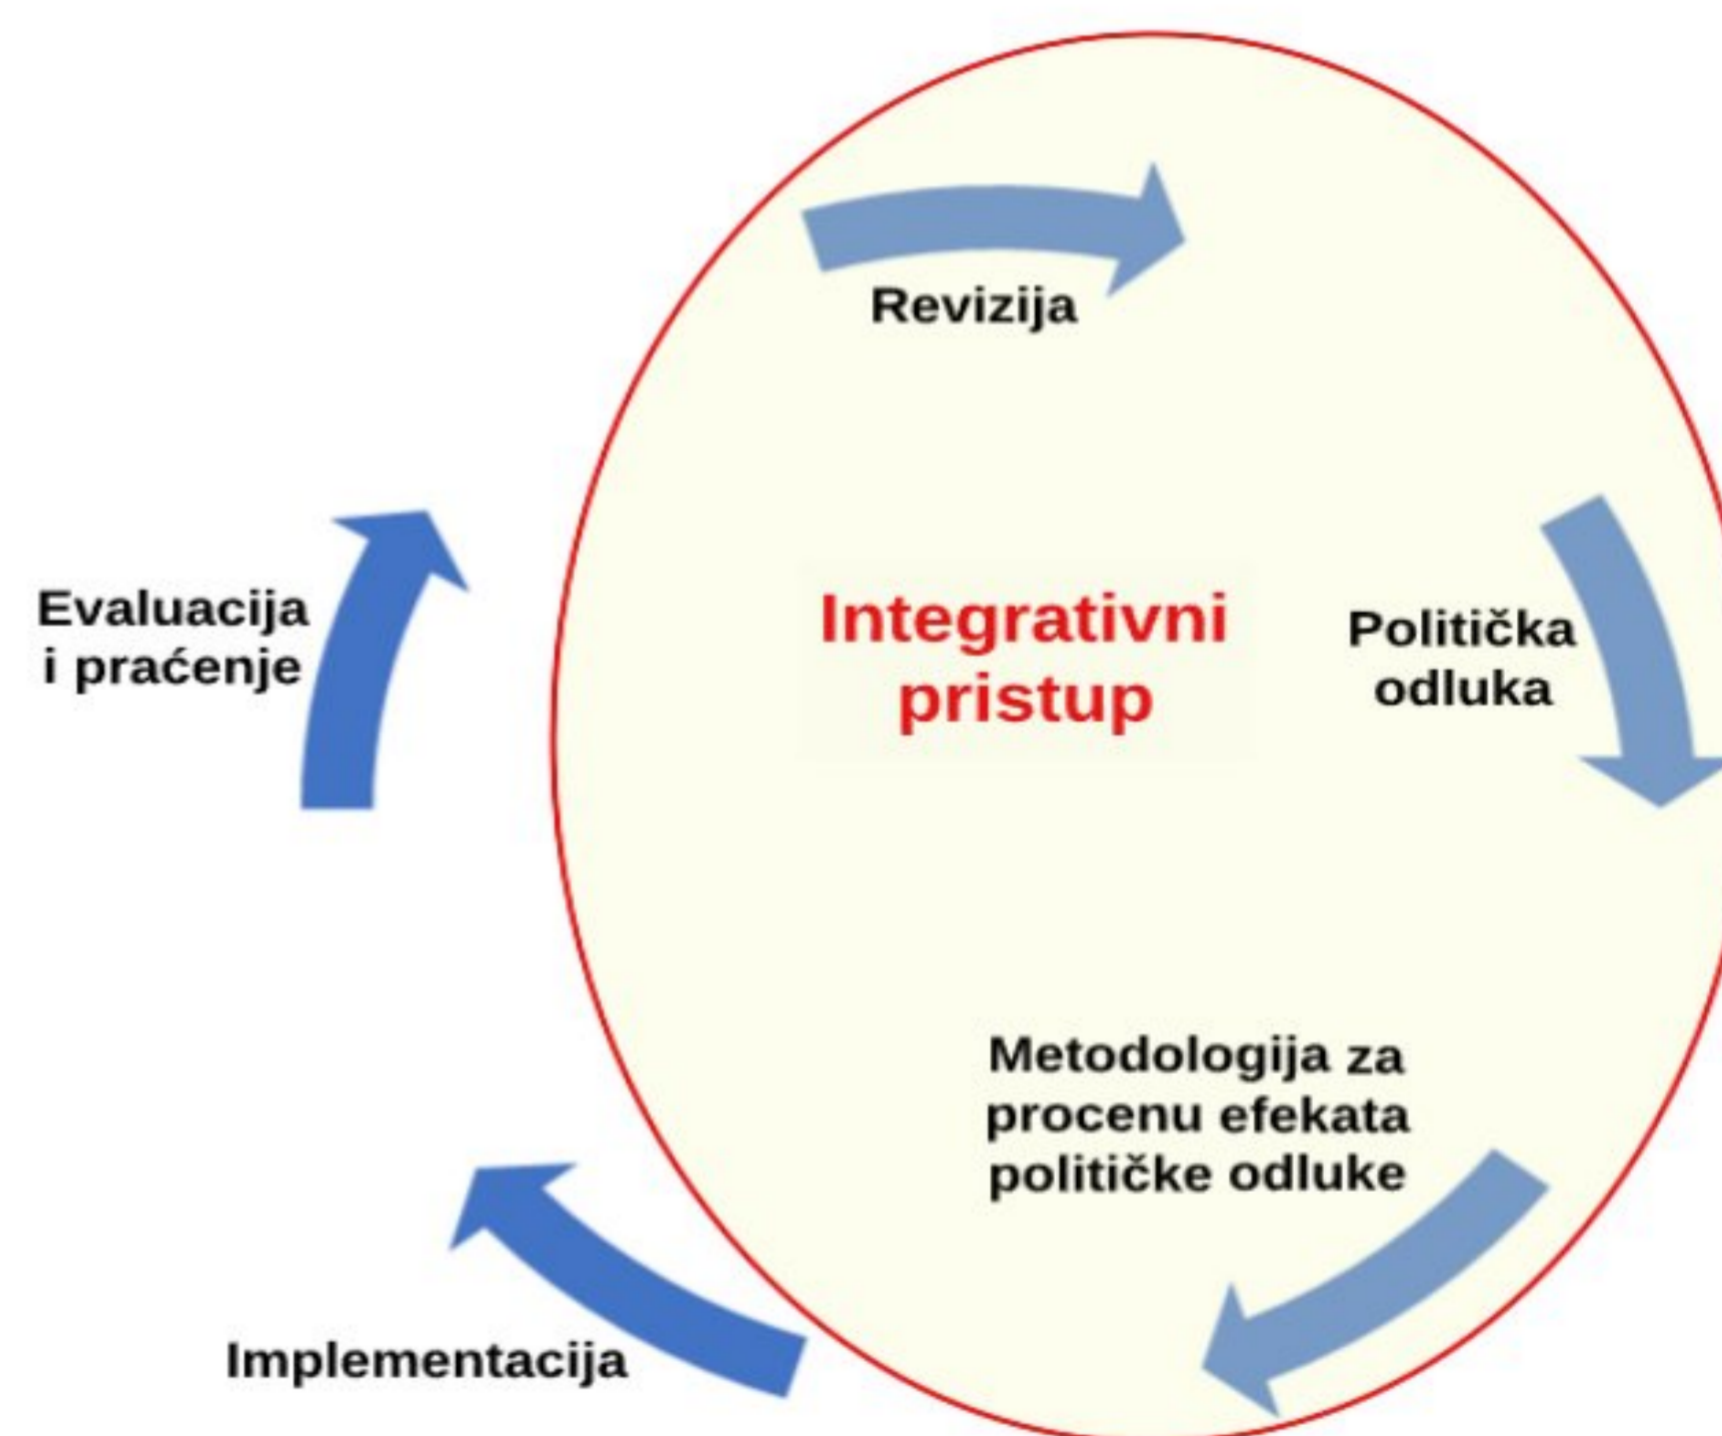 Revizija
Evaluacija
i praćenje
Integrativni
pristup
Politička
odluka
Metodologija za
procenu efekata
političke odluke
Implementacija